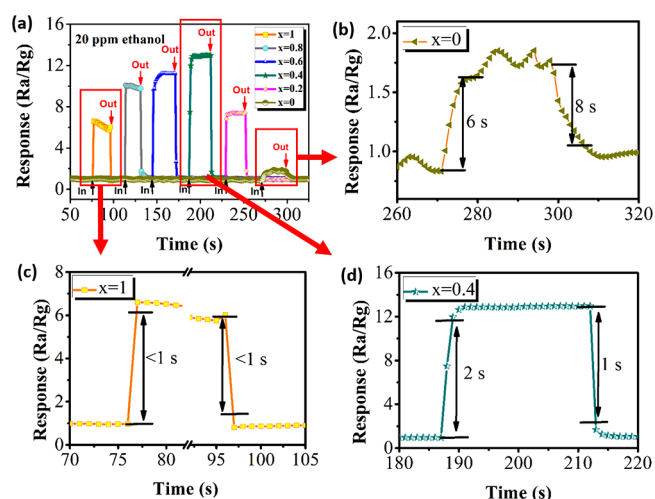 (a)
20 ppm ethanol
Out
Out
Out
Out
Out
Out
x=1
x=0.8
x=0.6
x=0.4
x=0.2
x=0
In
In
In
In
In
In
Response (Ra/Rg)
16
12
8
4
0
50 100 150 200 250 300
Time (s)
(b)
x=0
6 s
8 s
Response (Ra/Rg)
2.0
1.5
1.0
0.5
260 280 300 320
Time (s)
(c)
x=1
<1 s
<1 s
Response (Ra/Rg)
8
6
4
2
0
70 75 80 95 100 105
Time (s)
(d)
x=0.4
2 s
1 s
Response (Ra/Rg)
16
12
8
4
0
180 190 200 210 220
Time (s)